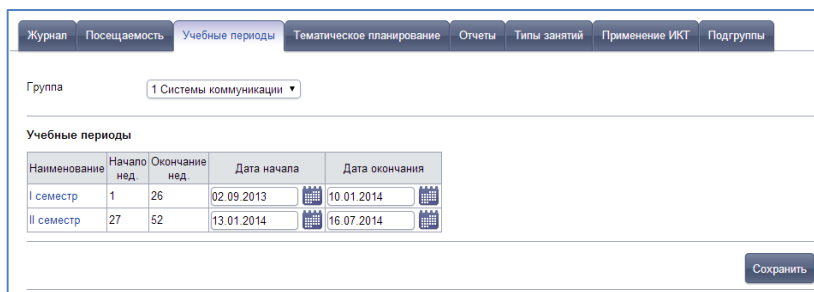 Журнал Посещаемость Учебные периоды Тематическое планирование Отчеты Типы занятий Применение ИКТ Подгруппы
Группа 1 Системы коммуникации
Учебные периоды
Наименование Начало нед. Окончание нед. Дата начала Дата окончания
I семестр 1 26 02.09.2013 10.01.2014
II семестр 27 52 13.01.2014 16.07.2014
Сохранить